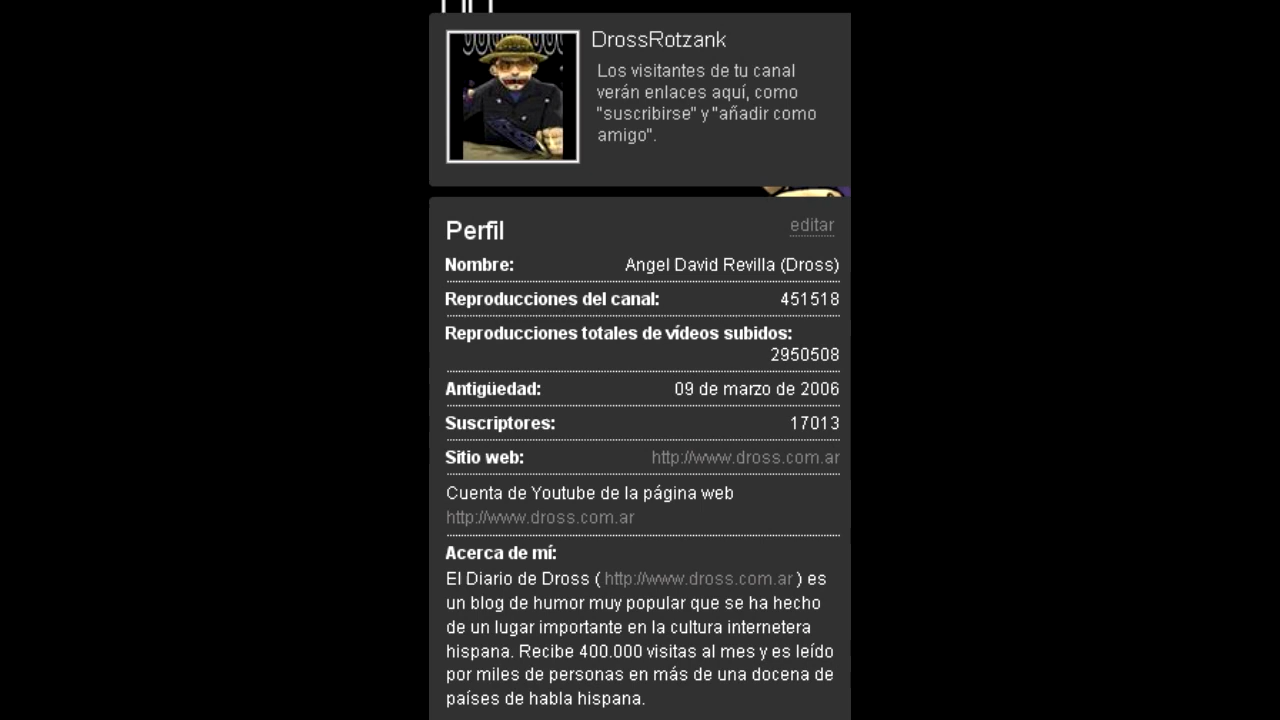 DrossRotzank
Los visitantes de tu canal
verán enlaces aquí, como
"suscribirse" y "añadir como
amigo".
Perfil
editar
Nombre: Angel David Revilla (Dross)
Reproducciones del canal: 451518
Reproducciones totales de vídeos subidos:
2950508
Antigüedad: 09 de marzo de 2006
Suscriptores: 17013
Sitio web: http://www.dross.com.ar
Cuenta de Youtube de la página web
http://www.dross.com.ar
Acerca de mí:
El Diario de Dross ( http://www.dross.com.ar ) es
un blog de humor muy popular que se ha hecho
de un lugar importante en la cultura internetera
hispana. Recibe 400.000 visitas al mes y es leído
por miles de personas en más de una docena de
países de habla hispana.